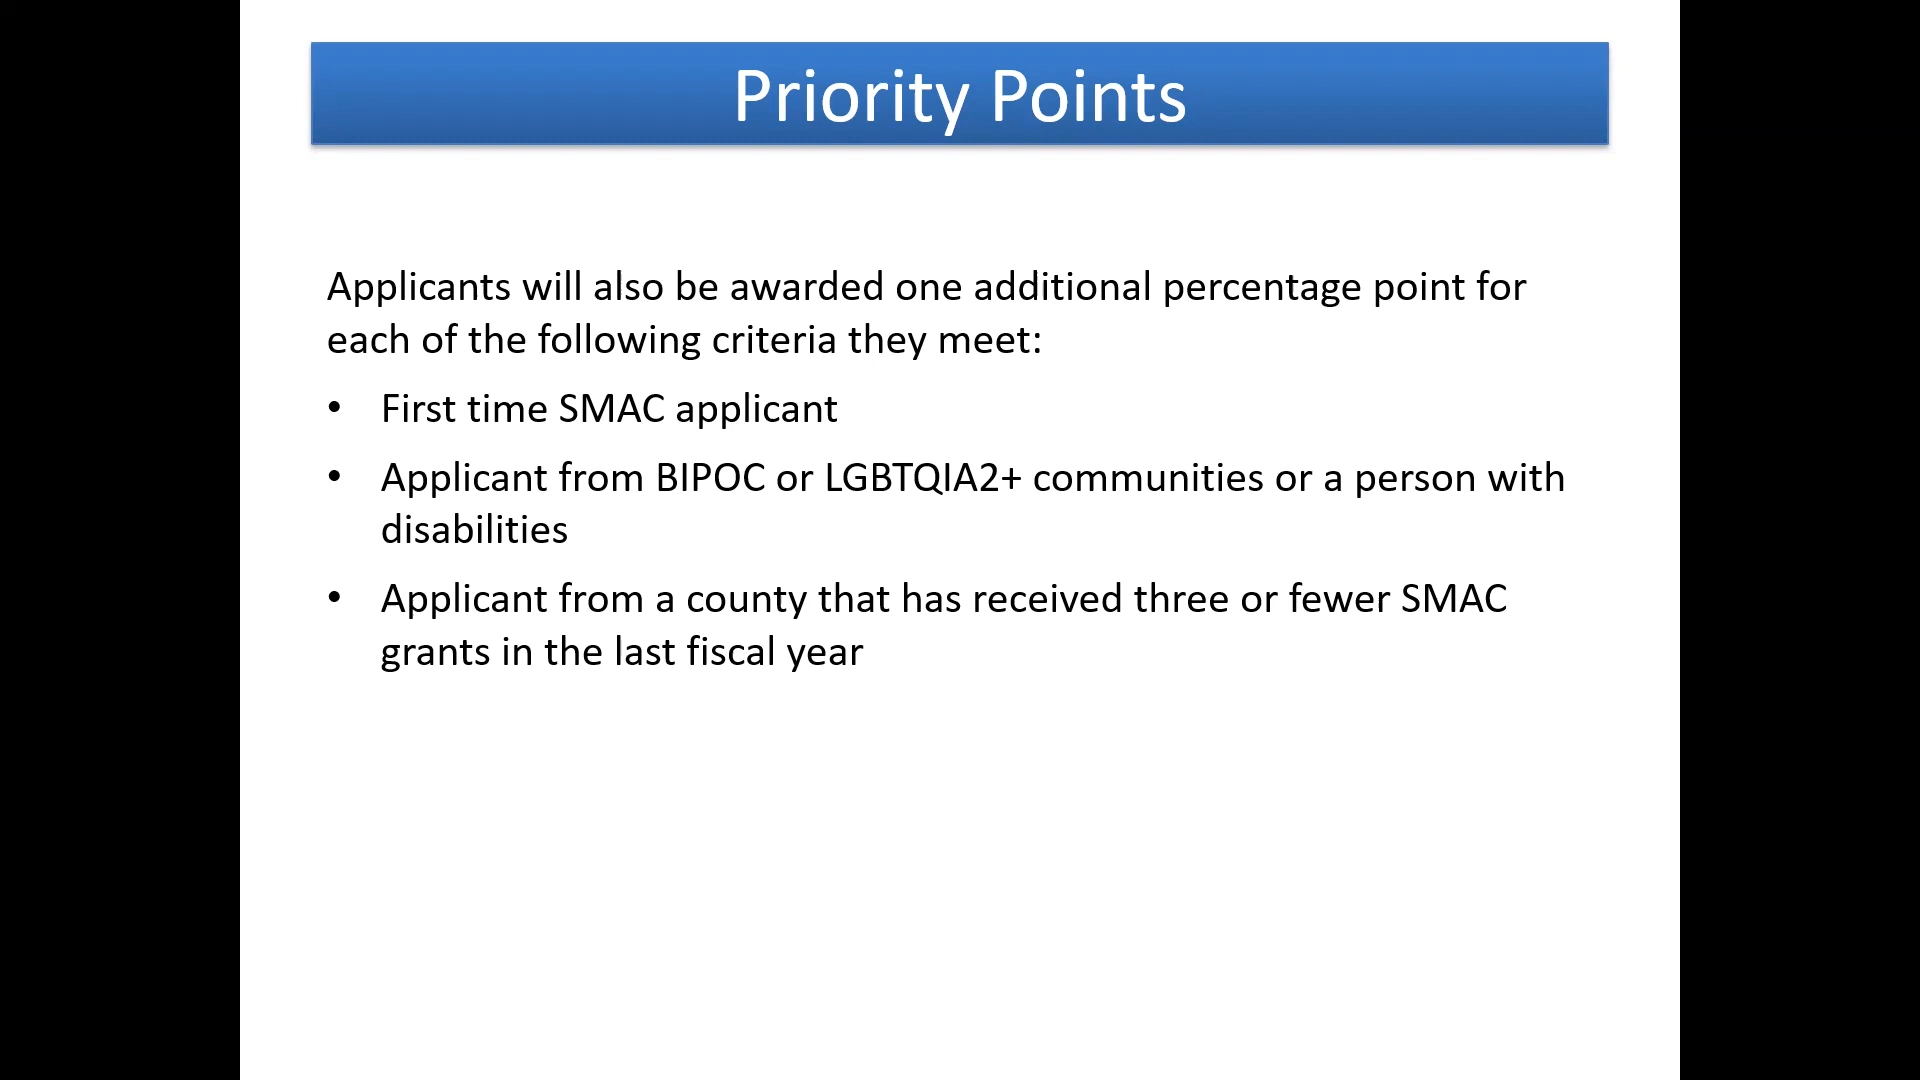 Priority Points
Applicants will also be awarded one additional percentage point for
each of the following criteria they meet:
• First time SMAC applicant
• Applicant from BIPOC or LGBTQIA2+ communities or a person with
disabilities
• Applicant from a county that has received three or fewer SMAC
grants in the last fiscal year